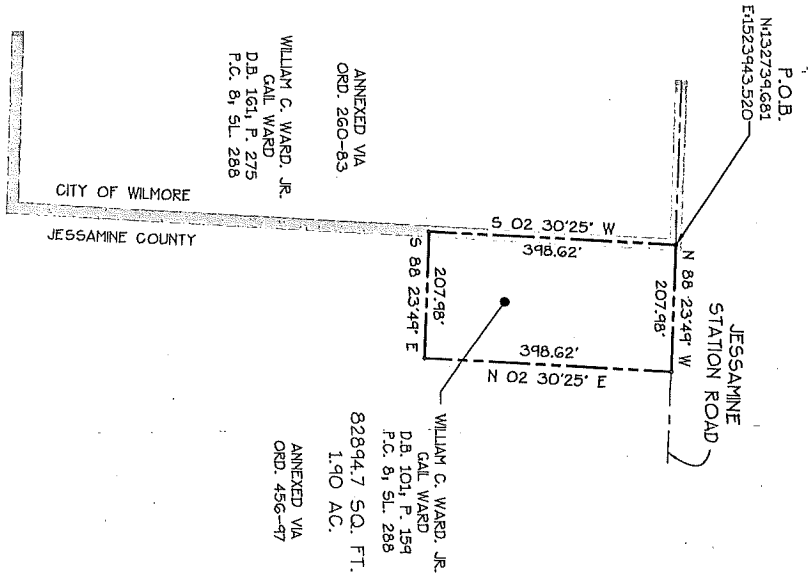 P.O.B.
N:132739.681
E:1523943.520
JESSAMINE
STATION ROAD
N 88 23'49" W
207.98'
S 02 30'25" W
398.62'
398.62'
N 02 30'25" E
207.98'
S 88 23'49" E
ANNEXED VIA
ORD. 260-83
WILLIAM C. WARD, JR.
GAIL WARD
D.B. 161, P. 275
P.C. 8, SL. 288
CITY OF WILMORE
JESSAMINE COUNTY
WILLIAM C. WARD, JR.
GAIL WARD
D.B. 101, P. 159
P.C. 8, SL. 288
82894.7 SQ. FT.
1.90 AC.
ANNEXED VIA
ORD. 456-97